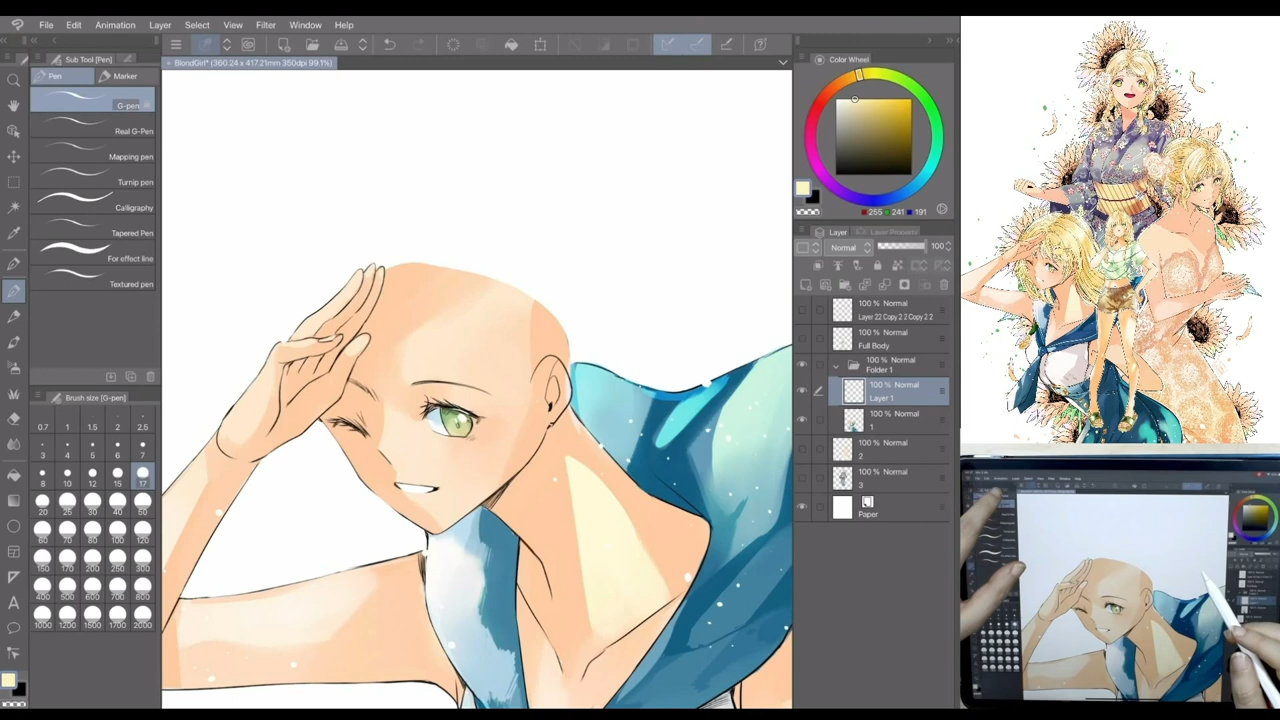 File Edit Animation Layer Select View Filter Window Help
Sub Tool [Pen]
Pen Marker
G-pen
Real G-Pen
Mapping pen
Turnip pen
Calligraphy
Tapered Pen
For effect line
Textured pen
Brush size [G-pen]
0.7 1 1.5 2 2.5
3 4 5 6 7
8 10 12 15 17
20 25 30 40 50
60 70 80 100 120
150 170 200 250 300
400 500 600 700 800
1000 1200 1500 1700 2000
BlondGirl* (360.24 x 417.21mm 350dpi 99.1%)
Color Wheel
255 241 191
Layer Layer Property
Normal 100
100 % Normal
Layer 22 Copy 2 2 Copy 2 2
100 % Normal
Full Body
100 % Normal
Folder 1
100 % Normal
Layer 1
100 % Normal
1
100 % Normal
2
100 % Normal
3
Paper